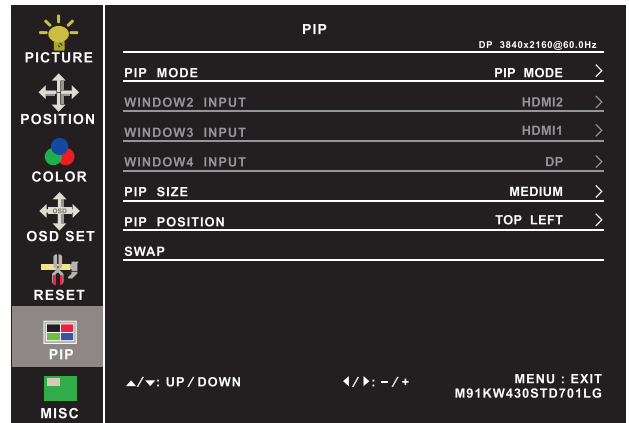 PICTURE
POSITION
COLOR
OSD
OSD SET
RESET
PIP
MISC
PIP
DP 3840x2160@60.0Hz
PIP MODE PIP MODE >
WINDOW2 INPUT HDMI2 >
WINDOW3 INPUT HDMI1 >
WINDOW4 INPUT DP >
PIP SIZE MEDIUM >
PIP POSITION TOP LEFT >
SWAP
▲/▼: UP / DOWN ◀/▶: − / + MENU : EXIT
M91KW430STD701LG